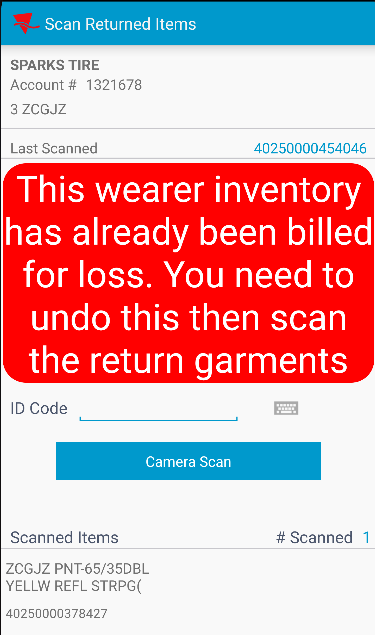 Scan Returned Items
SPARKS TIRE
Account # 1321678
3 ZCGJZ
Last Scanned 40250000454046
This wearer inventory
has already been billed
for loss. You need to
undo this then scan
the return garments
ID Code
Camera Scan
Scanned Items # Scanned 1
ZCGJZ PNT-65/35DBL
YELLW REFL STRPG(
40250000378427